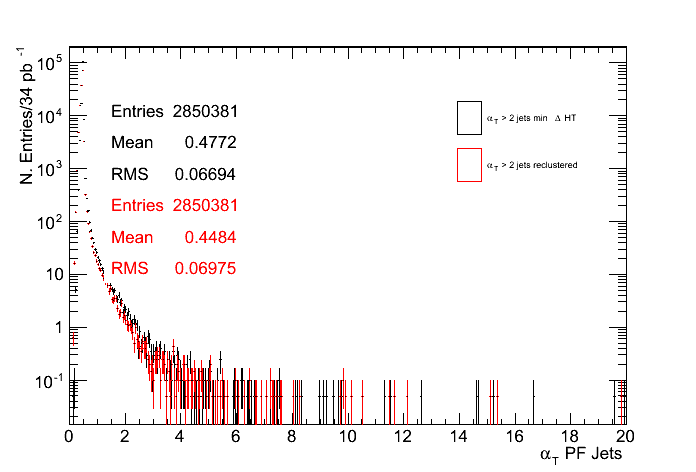 N. Entries/34 pb⁻¹
10⁵
10⁴
10³
10²
10
1
10⁻¹
Entries 2850381
Mean 0.4772
RMS 0.06694
Entries 2850381
Mean 0.4484
RMS 0.06975
α_T > 2 jets min Δ HT
α_T > 2 jets reclustered
0 2 4 6 8 10 12 14 16 18 20
α_T PF Jets